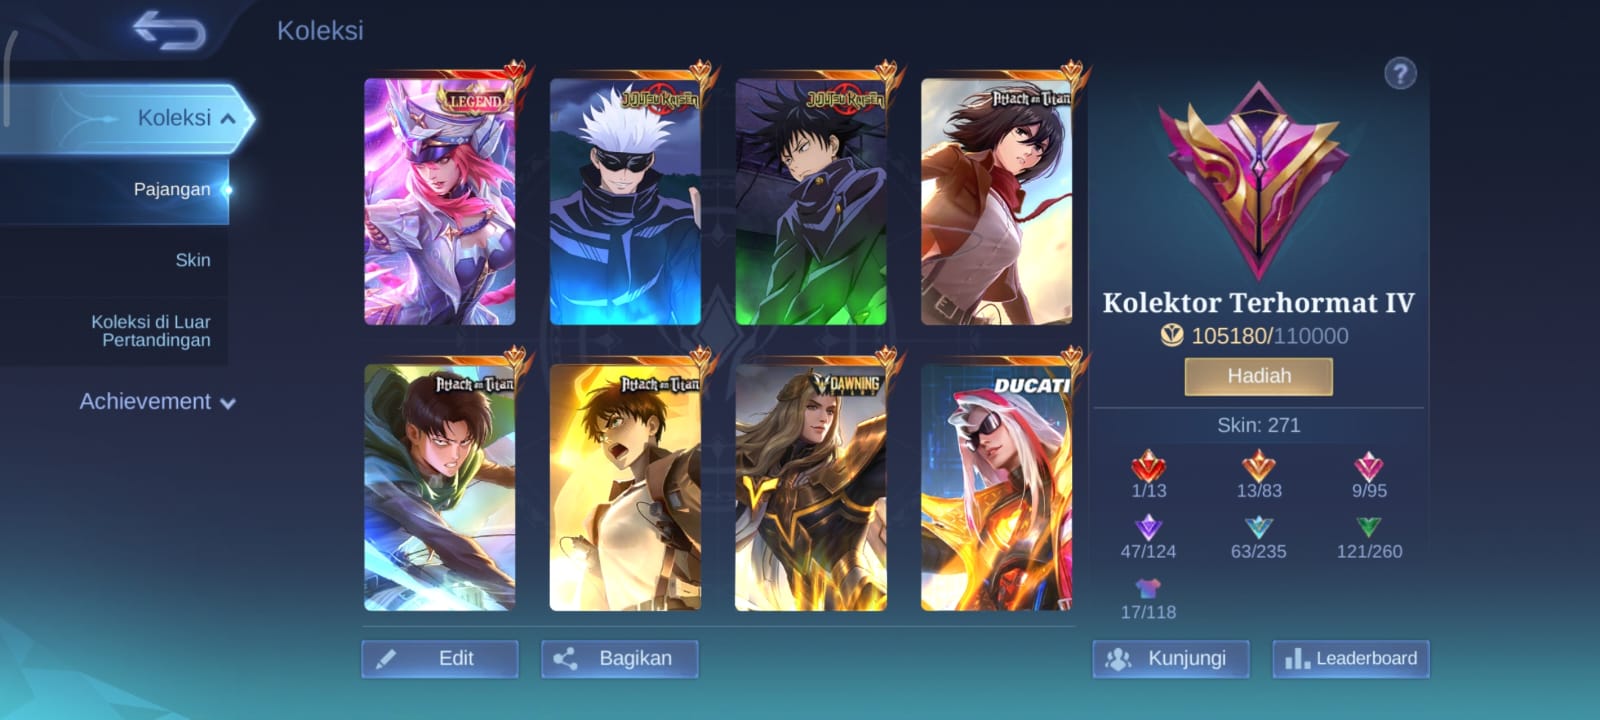 Koleksi
Koleksi
Pajangan
Skin
Koleksi di Luar
Pertandingan
Achievement
LEGEND
JUJUTSU KAISEN
JUJUTSU KAISEN
Attack on Titan
Attack on Titan
Attack on Titan
DAWNING
STARS
DUCATI
Edit
Bagikan
?
Kolektor Terhormat IV
105180/110000
Hadiah
Skin: 271
1/13
13/83
9/95
47/124
63/235
121/260
17/118
Kunjungi
Leaderboard